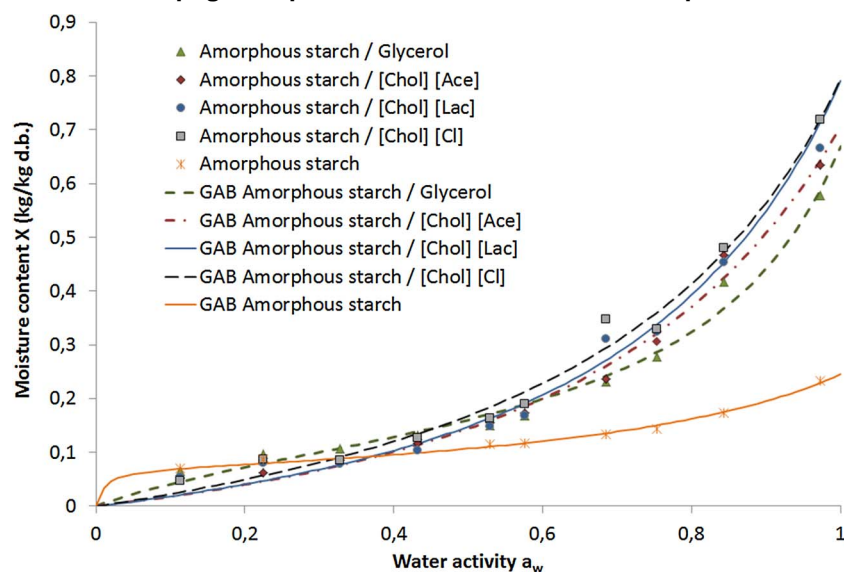 0,9
0,8
0,7
0,6
0,5
0,4
0,3
0,2
0,1
0
Moisture content X (kg/kg d.b.)
Amorphous starch / Glycerol
Amorphous starch / [Chol] [Ace]
Amorphous starch / [Chol] [Lac]
Amorphous starch / [Chol] [Cl]
Amorphous starch
GAB Amorphous starch / Glycerol
GAB Amorphous starch / [Chol] [Ace]
GAB Amorphous starch / [Chol] [Lac]
GAB Amorphous starch / [Chol] [Cl]
GAB Amorphous starch
0 0,2 0,4 0,6 0,8 1
Water activity aw